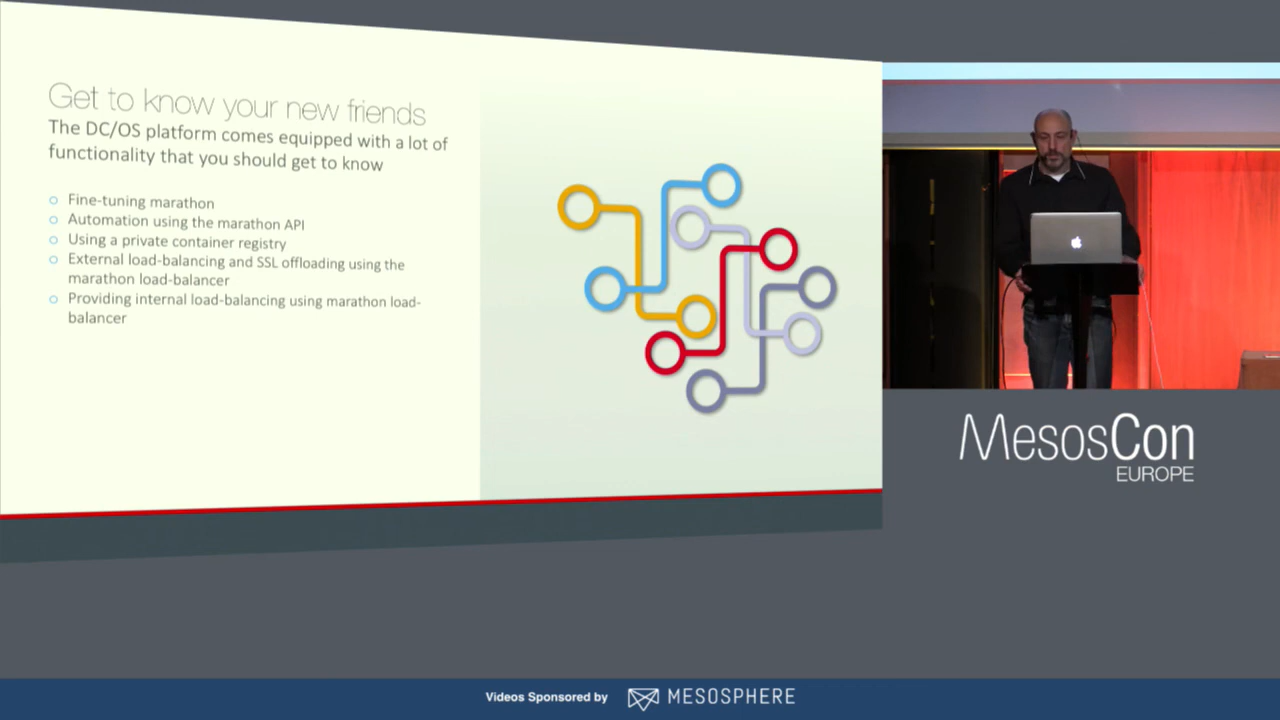 Get to know your new friends
The DC/OS platform comes equipped with a lot of
functionality that you should get to know
Fine-tuning marathon
Automation using the marathon API
Using a private container registry
External load-balancing and SSL offloading using the
marathon load-balancer
Providing internal load-balancing using marathon load-
balancer
MesosCon
EUROPE
Videos Sponsored by
MESOSPHERE